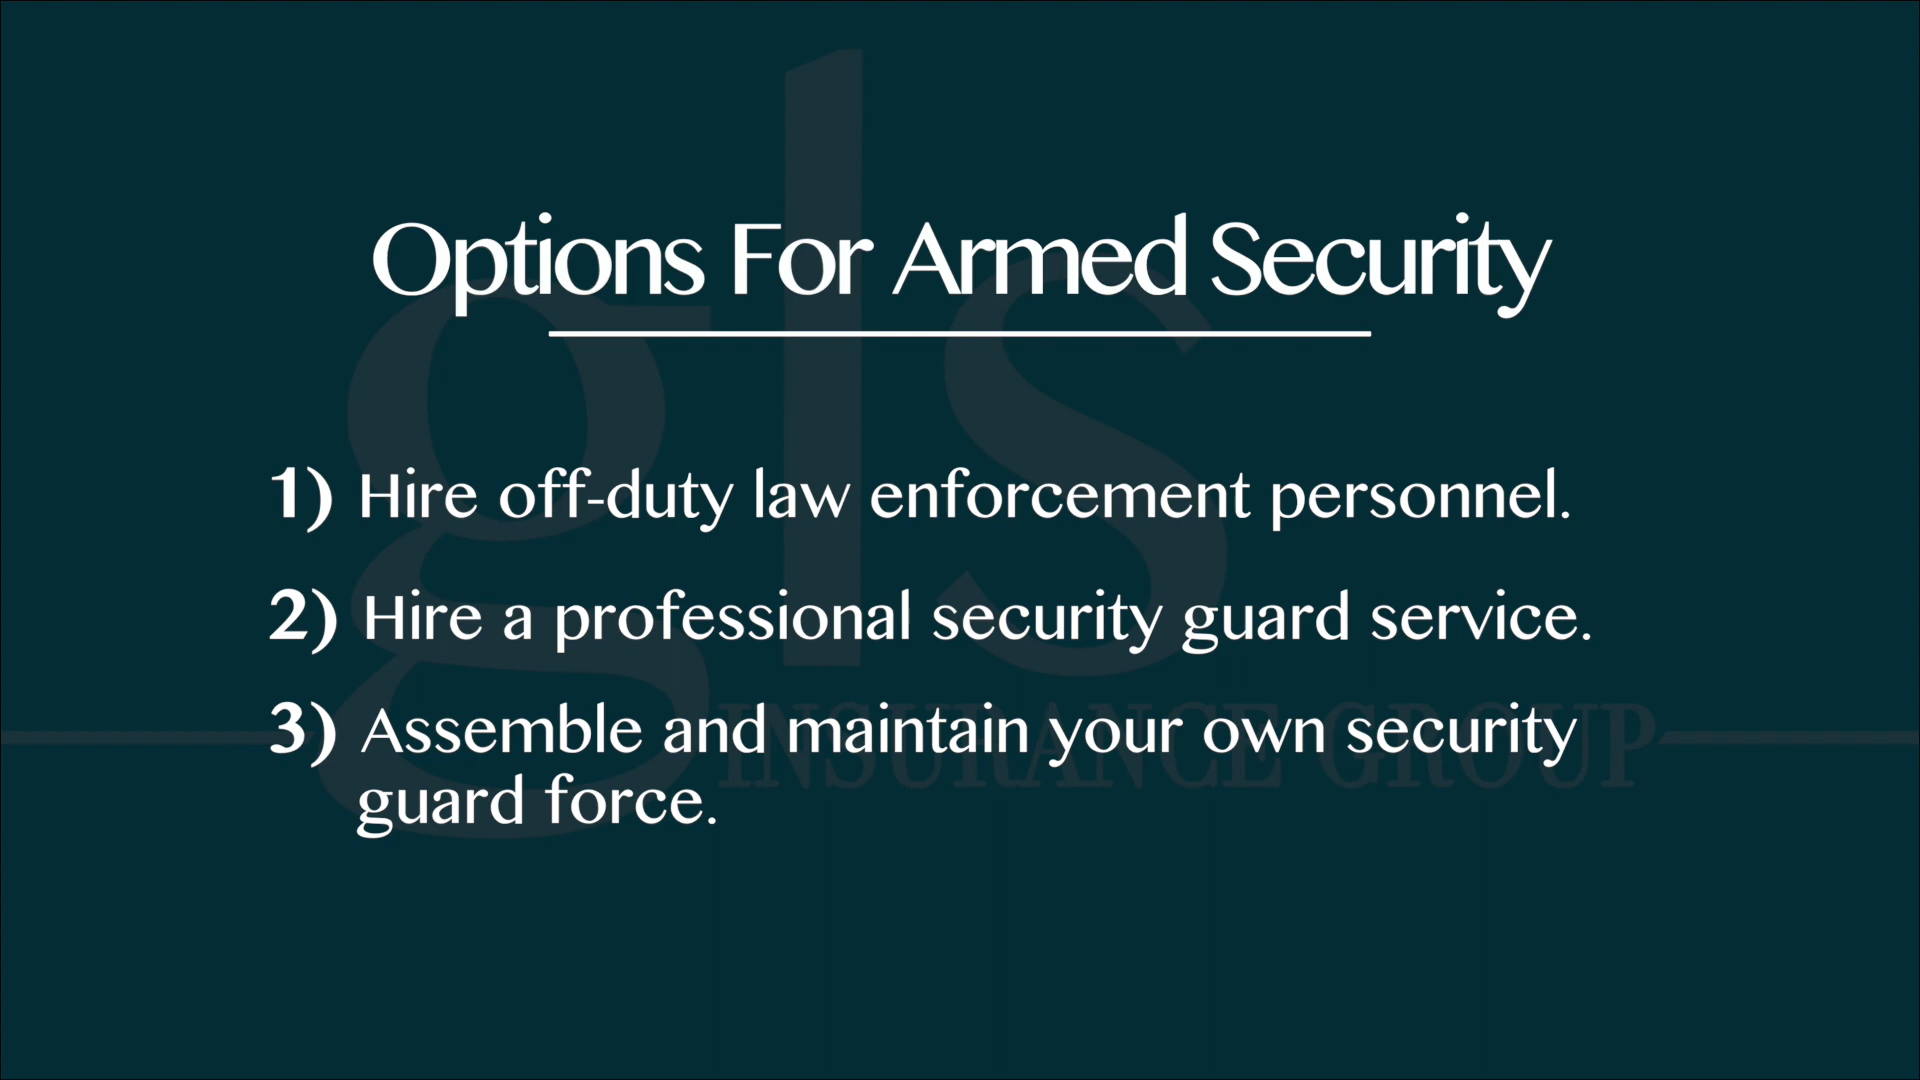 Options For Armed Security
1) Hire off-duty law enforcement personnel.
2) Hire a professional security guard service.
3) Assemble and maintain your own security
guard force.
gls
INSURANCE GROUP